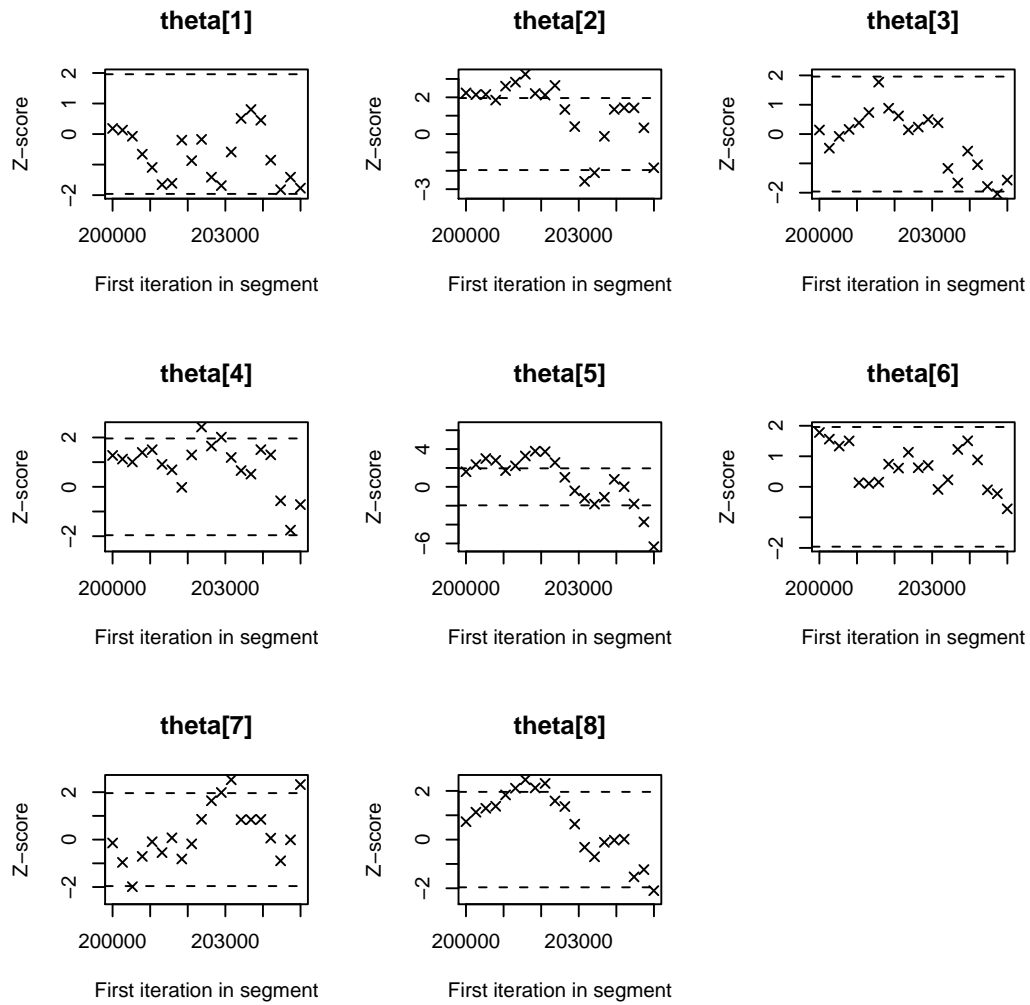 theta[1]
Z−score
2
1
0
−2
200000 203000
First iteration in segment
theta[2]
Z−score
2
0
−3
200000 203000
First iteration in segment
theta[3]
Z−score
2
1
0
−2
200000 203000
First iteration in segment
theta[4]
Z−score
2
0
−2
200000 203000
First iteration in segment
theta[5]
Z−score
4
0
−6
200000 203000
First iteration in segment
theta[6]
Z−score
2
1
0
−2
200000 203000
First iteration in segment
theta[7]
Z−score
2
0
−2
200000 203000
First iteration in segment
theta[8]
Z−score
2
0
−2
200000 203000
First iteration in segment